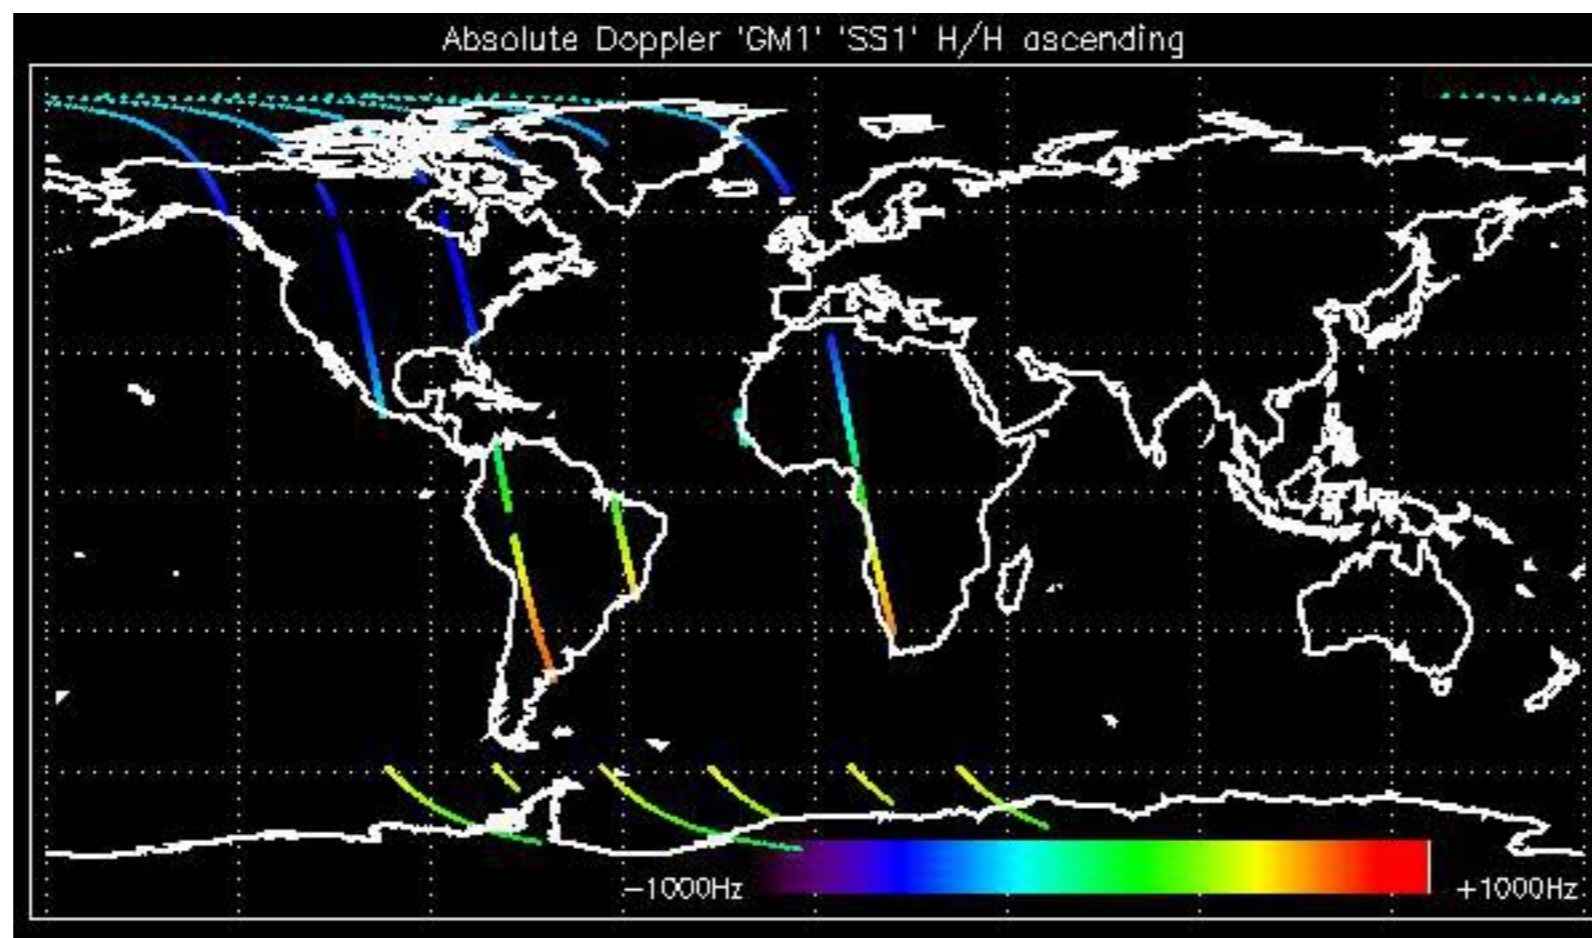 Absolute Doppler 'GM1' 'SS1' H/H ascending
−1000Hz
+1000Hz